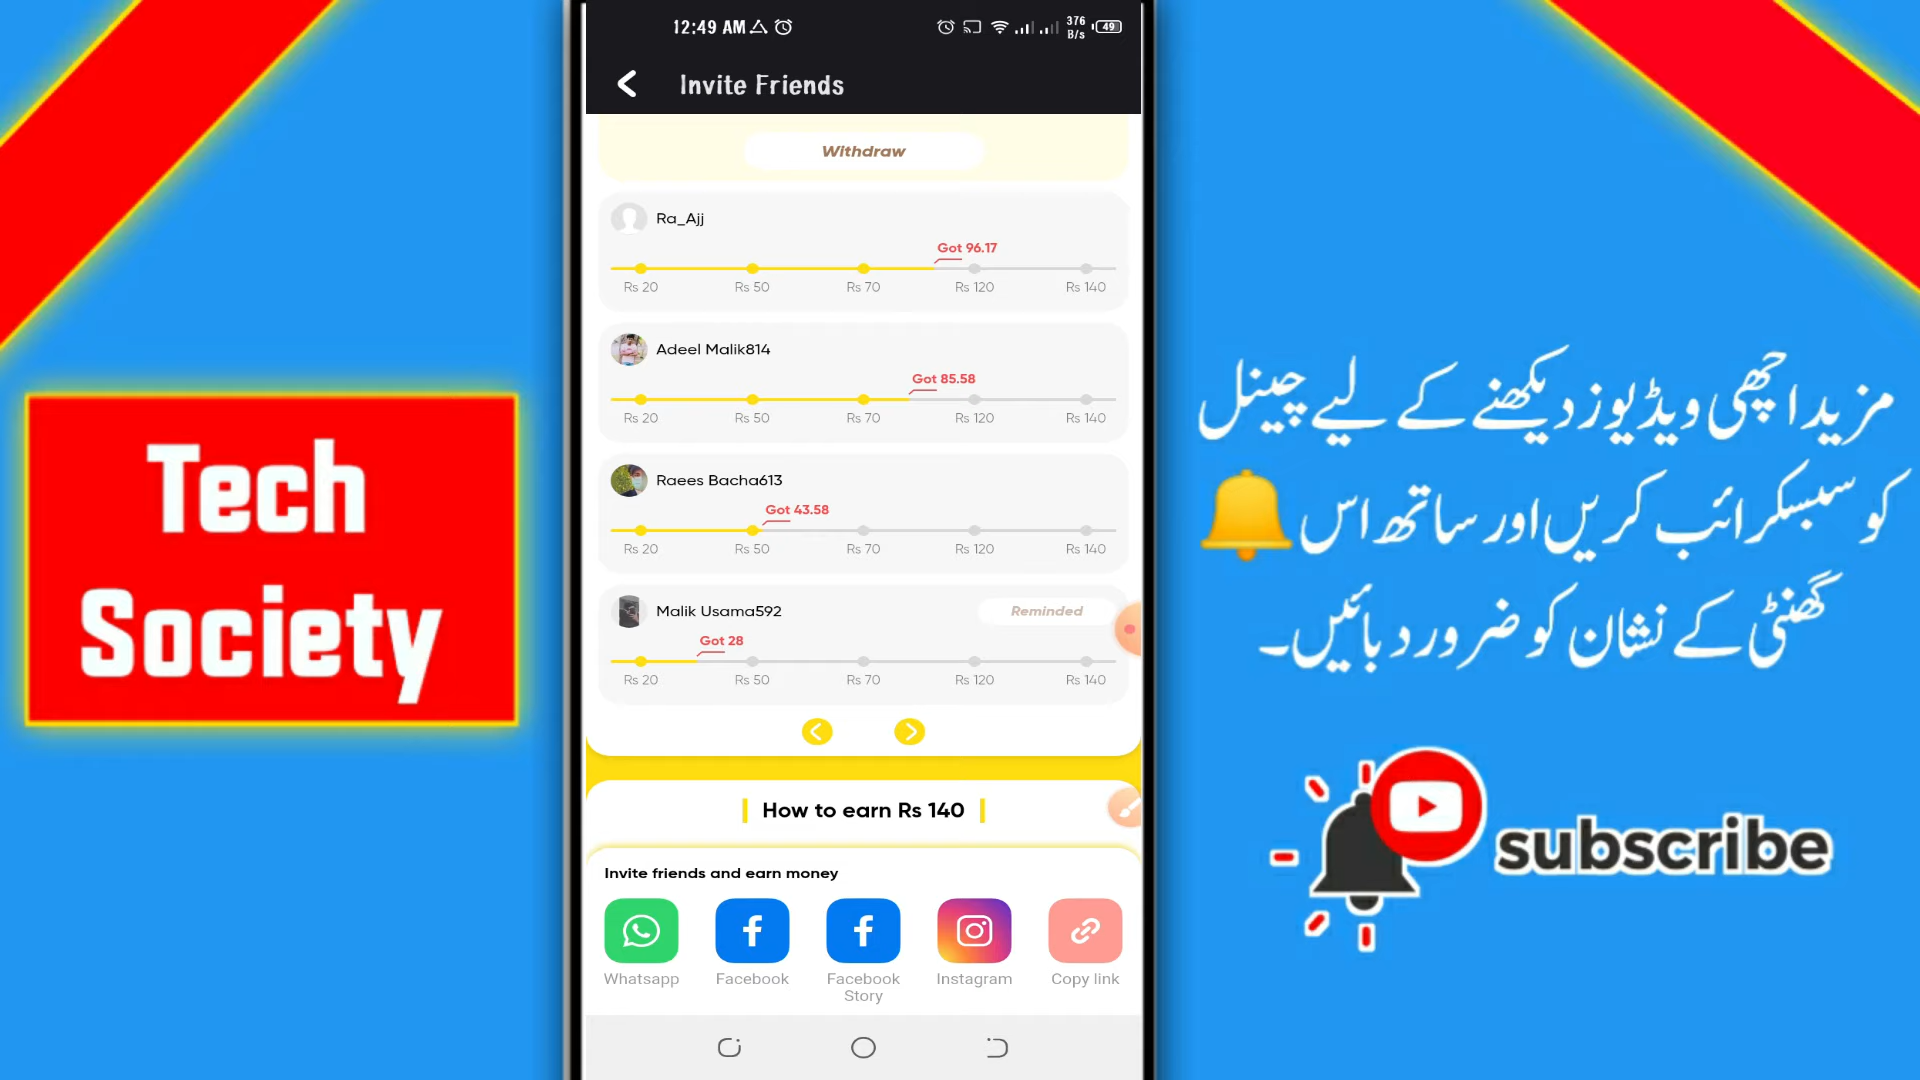 12:49 AM
376
B/s
49
Invite Friends
Withdraw
Ra_Ajj
Got 96.17
Rs 20 Rs 50 Rs 70 Rs 120 Rs 140
Adeel Malik814
Got 85.58
Rs 20 Rs 50 Rs 70 Rs 120 Rs 140
Raees Bacha613
Got 43.58
Rs 20 Rs 50 Rs 70 Rs 120 Rs 140
Malik Usama592
Reminded
Got 28
Rs 20 Rs 50 Rs 70 Rs 120 Rs 140
How to earn Rs 140
Invite friends and earn money
Whatsapp Facebook Facebook Story Instagram Copy link
Tech
Society
مزید اچھی ویڈیوز دیکھنے کے لیے چینل
کو سبسکرائب کریں اور ساتھ اس
گھنٹی کے نشان کو ضرور دبائیں۔
subscribe